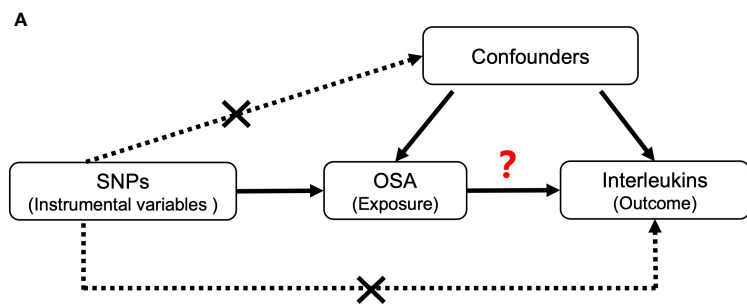 A
Confounders
SNPs
(Instrumental variables )
OSA
(Exposure)
?
Interleukins
(Outcome)